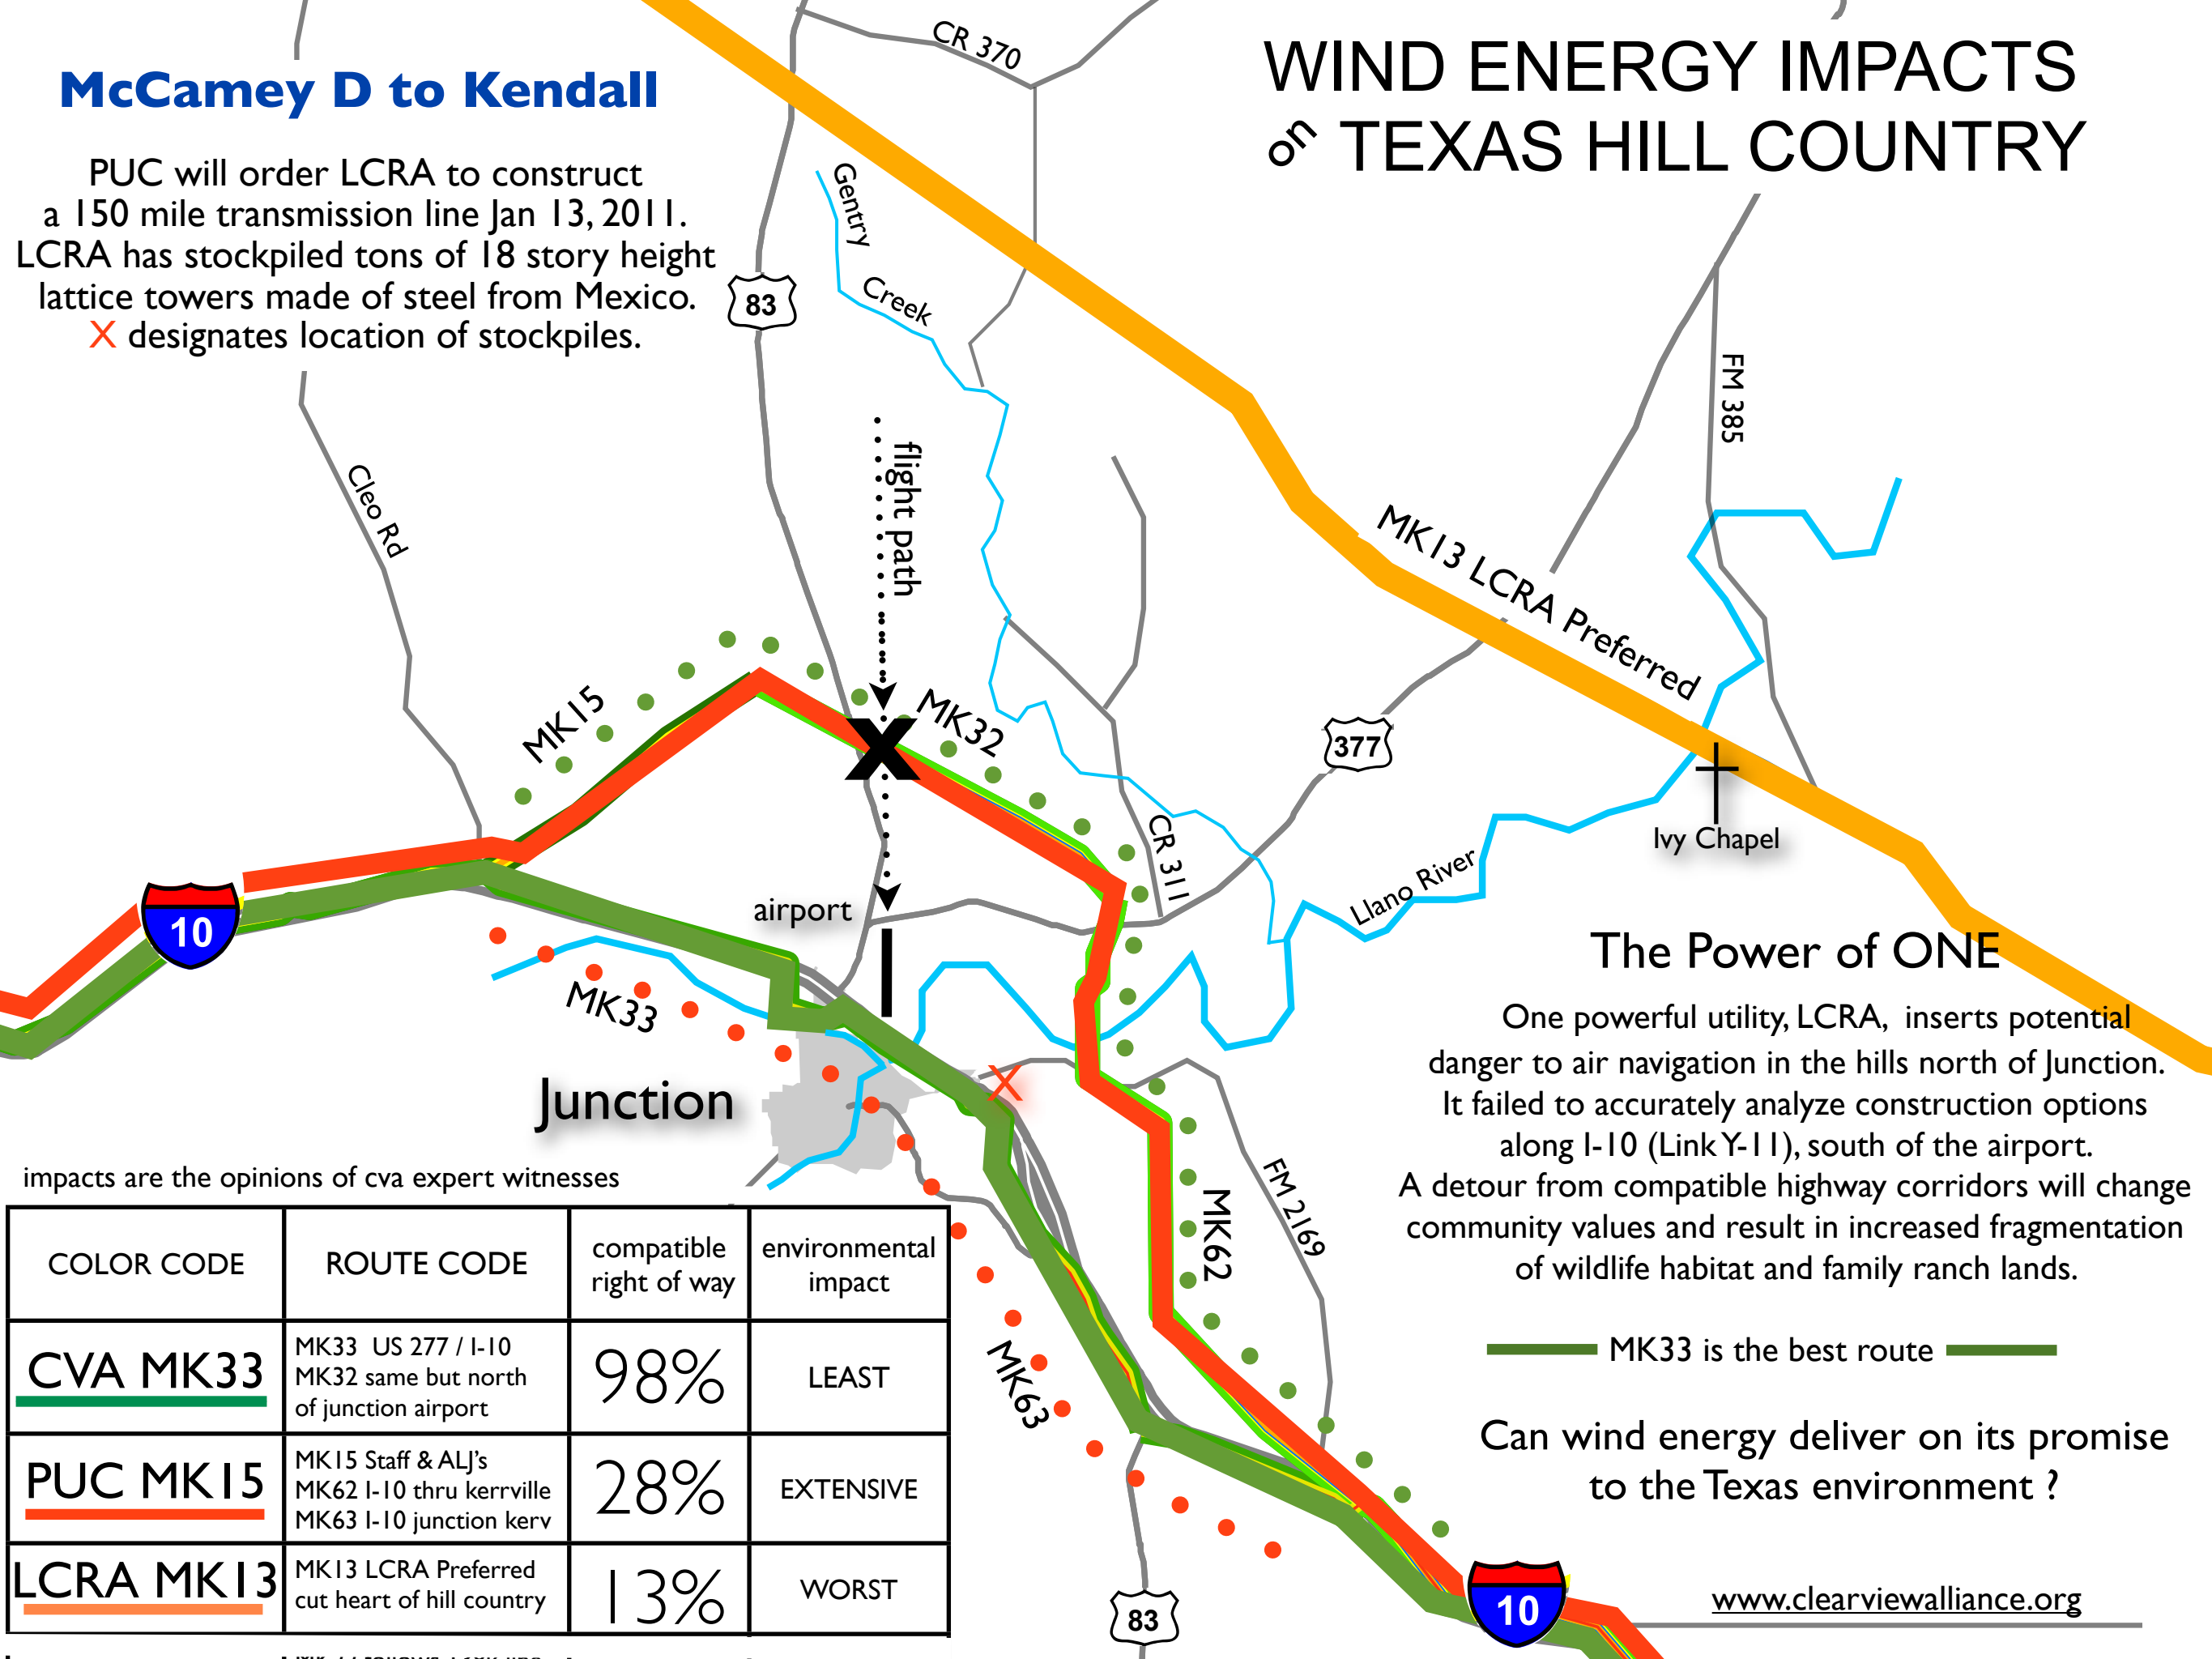 WIND ENERGY IMPACTS
on TEXAS HILL COUNTRY
McCamey D to Kendall
PUC will order LCRA to construct
a 150 mile transmission line Jan 13, 2011.
LCRA has stockpiled tons of 18 story height
lattice towers made of steel from Mexico.
X designates location of stockpiles.
CR 370
Gentry
Creek
83
FM 385
flight path
Cleo Rd
MK13 LCRA Preferred
MK15
MK32
377
CR 311
Ivy Chapel
Llano River
10
airport
MK33
X
X
Junction
The Power of ONE
One powerful utility, LCRA, inserts potential
danger to air navigation in the hills north of Junction.
It failed to accurately analyze construction options
along I-10 (Link Y-11), south of the airport.
A detour from compatible highway corridors will change
community values and result in increased fragmentation
of wildlife habitat and family ranch lands.
MK62
FM 2169
MK63
MK33 is the best route
Can wind energy deliver on its promise
to the Texas environment ?
www.clearviewalliance.org
10
83
impacts are the opinions of cva expert witnesses
COLOR CODE
ROUTE CODE
compatible
right of way
environmental
impact
CVA MK33
MK33 US 277 / I-10
MK32 same but north
of junction airport
98%
LEAST
PUC MK15
MK15 Staff & ALJ's
MK62 I-10 thru kerrville
MK63 I-10 junction kerv
28%
EXTENSIVE
LCRA MK13
MK13 LCRA Preferred
cut heart of hill country
13%
WORST